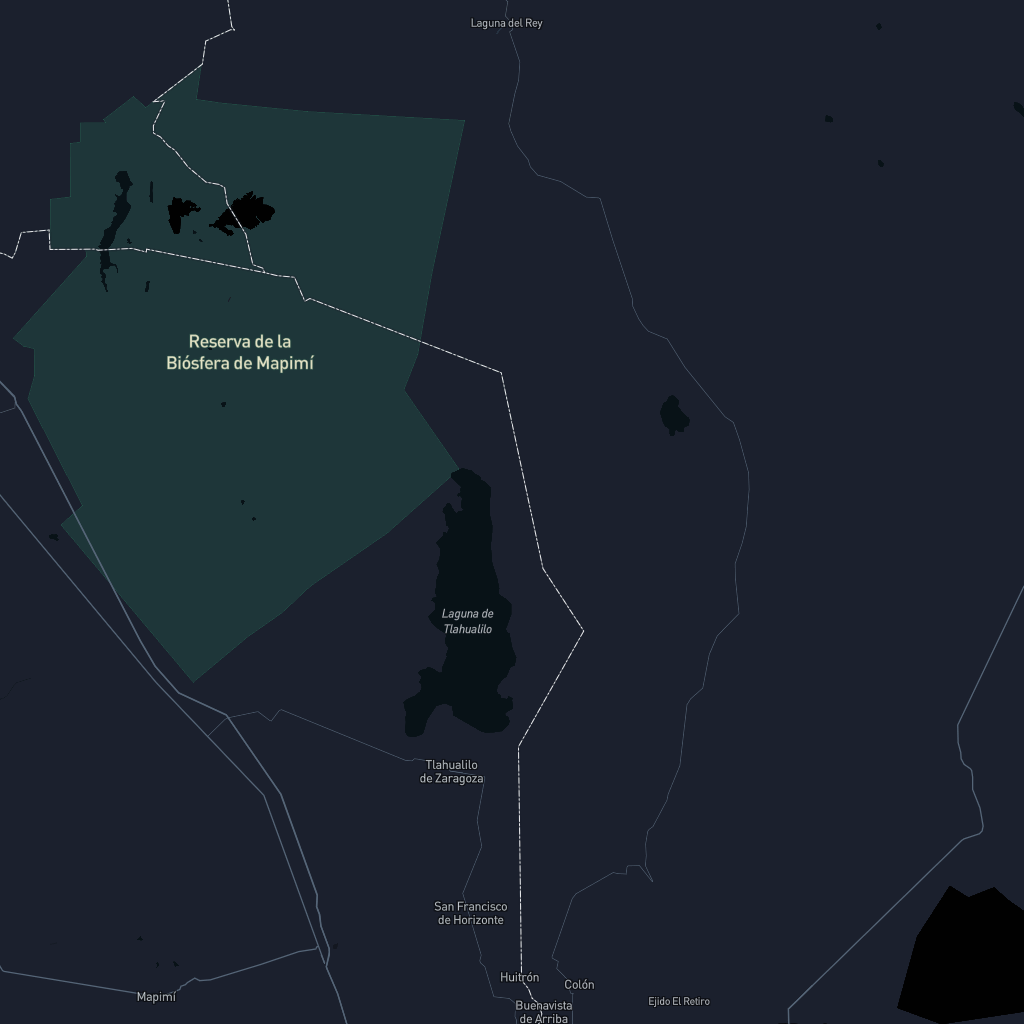 Laguna del Rey
Reserva de la
Biósfera de Mapimí
Laguna de
Tlahualilo
Tlahualilo
de Zaragoza
San Francisco
de Horizonte
Huitrón
Colón
Mapimí
Ejido El Retiro
Buenavista
de Arriba